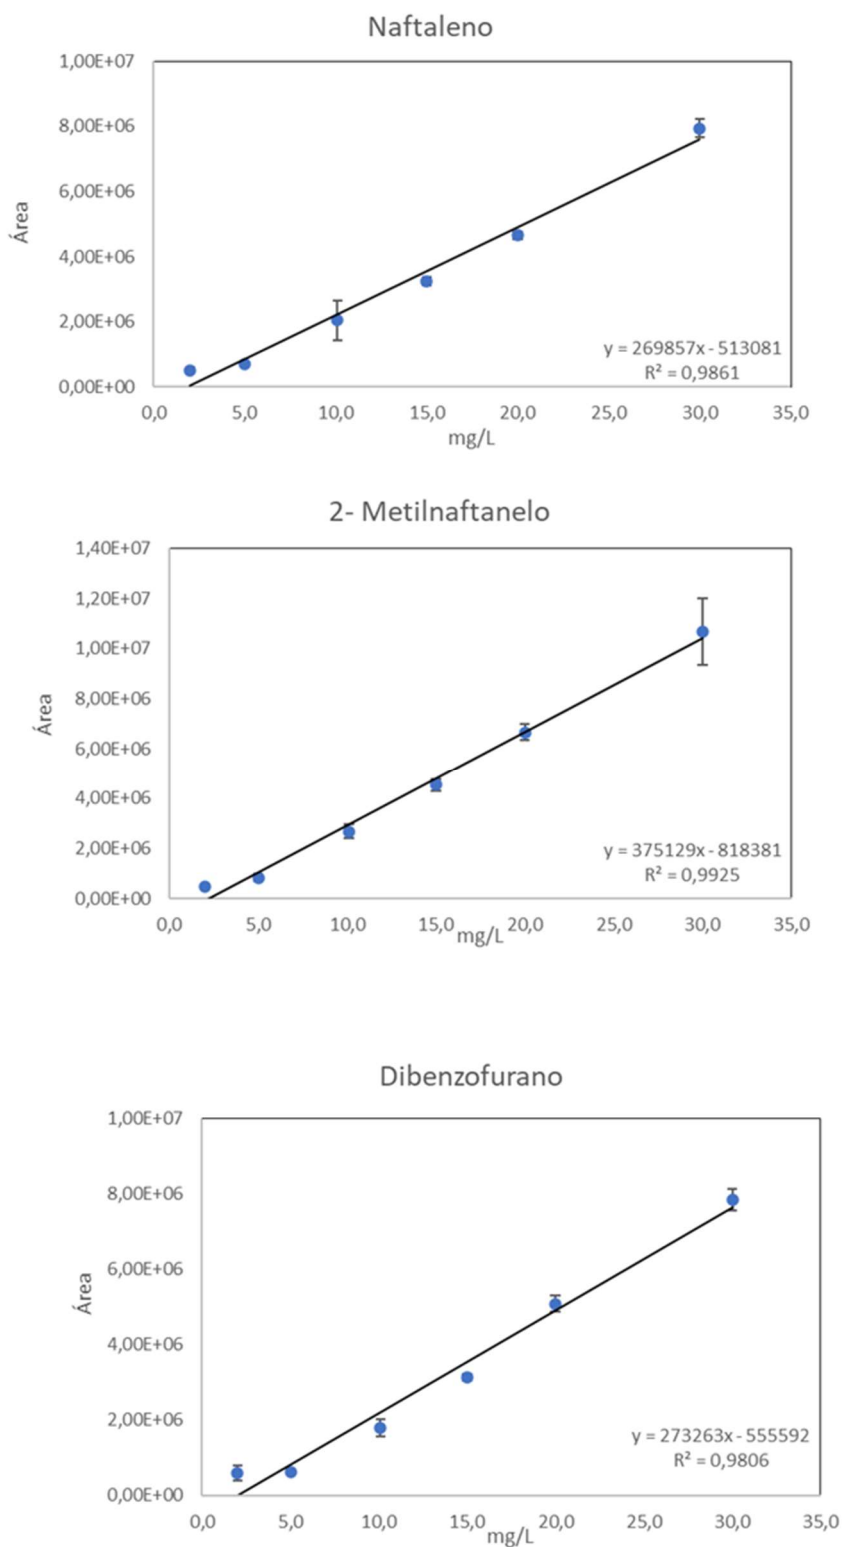 Naftaleno
1,00E+07
8,00E+06
6,00E+06
4,00E+06
2,00E+06
0,00E+00
Área
y = 269857x - 513081
R² = 0,9861
0,0 5,0 10,0 15,0 20,0 25,0 30,0 35,0
mg/L
2- Metilnaftanelo
1,40E+07
1,20E+07
1,00E+07
8,00E+06
6,00E+06
4,00E+06
2,00E+06
0,00E+00
Área
y = 375129x - 818381
R² = 0,9925
0,0 5,0 10,0 15,0 20,0 25,0 30,0 35,0
mg/L
Dibenzofurano
1,00E+07
8,00E+06
6,00E+06
4,00E+06
2,00E+06
0,00E+00
Área
y = 273263x - 555592
R² = 0,9806
0,0 5,0 10,0 15,0 20,0 25,0 30,0 35,0
mg/L